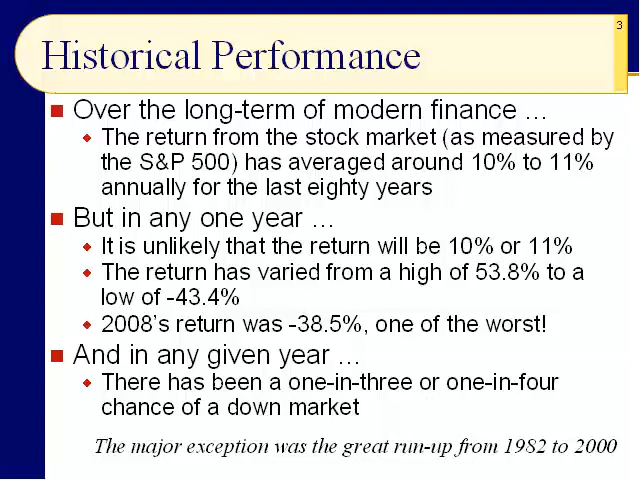 3
Historical Performance
Over the long-term of modern finance ...
The return from the stock market (as measured by
the S&P 500) has averaged around 10% to 11%
annually for the last eighty years
But in any one year ...
It is unlikely that the return will be 10% or 11%
The return has varied from a high of 53.8% to a
low of -43.4%
2008's return was -38.5%, one of the worst!
And in any given year ...
There has been a one-in-three or one-in-four
chance of a down market
The major exception was the great run-up from 1982 to 2000